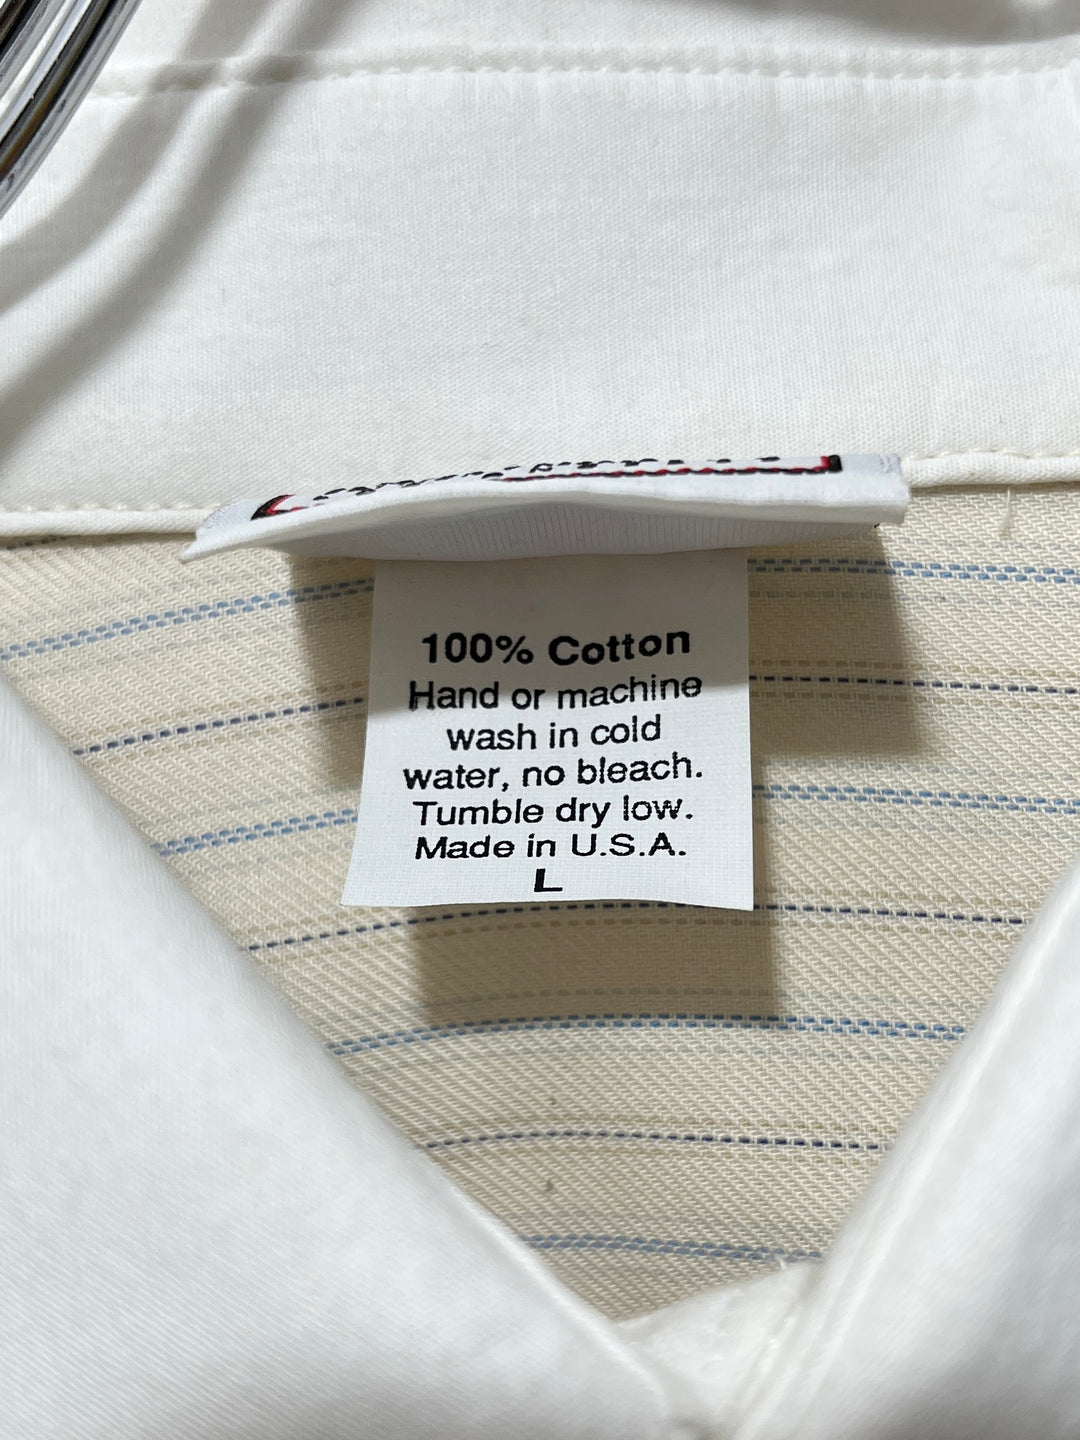 100% Cotton
Hand or machine
wash in cold
water, no bleach.
Tumble dry low.
Made in U.S.A.
L